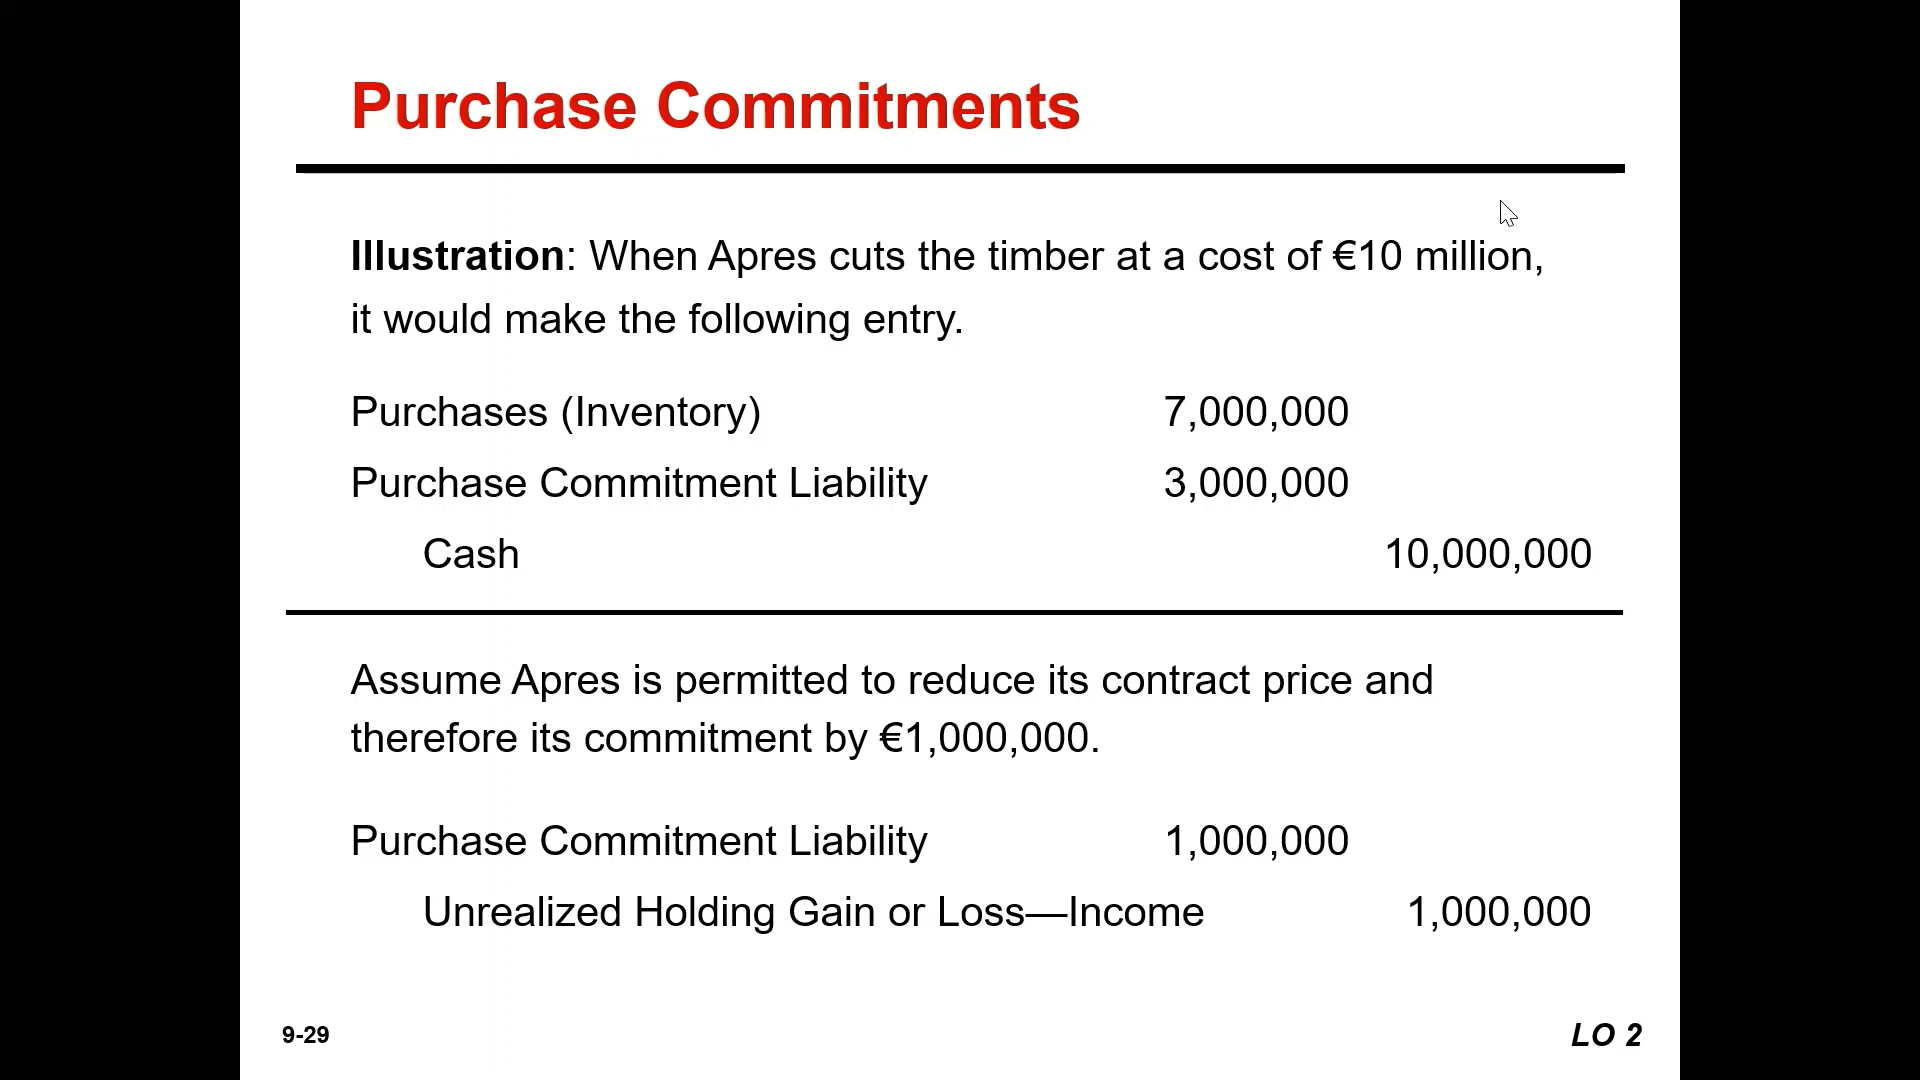 Purchase Commitments
Illustration: When Apres cuts the timber at a cost of €10 million,
it would make the following entry.
Purchases (Inventory) 7,000,000
Purchase Commitment Liability 3,000,000
Cash 10,000,000
Assume Apres is permitted to reduce its contract price and
therefore its commitment by €1,000,000.
Purchase Commitment Liability 1,000,000
Unrealized Holding Gain or Loss—Income 1,000,000
9-29 LO 2